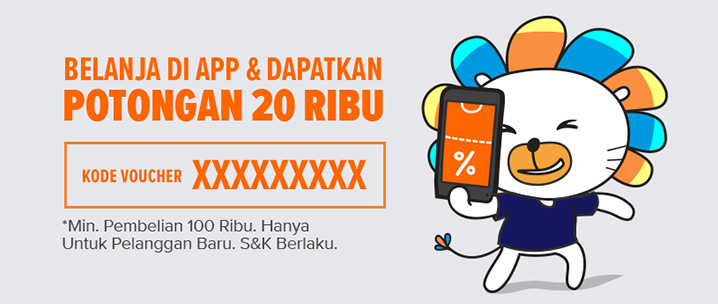 BELANJA DI APP & DAPATKAN
POTONGAN 20 RIBU
KODE VOUCHER XXXXXXXXX
*Min. Pembelian 100 Ribu. Hanya
Untuk Pelanggan Baru. S&K Berlaku.
%